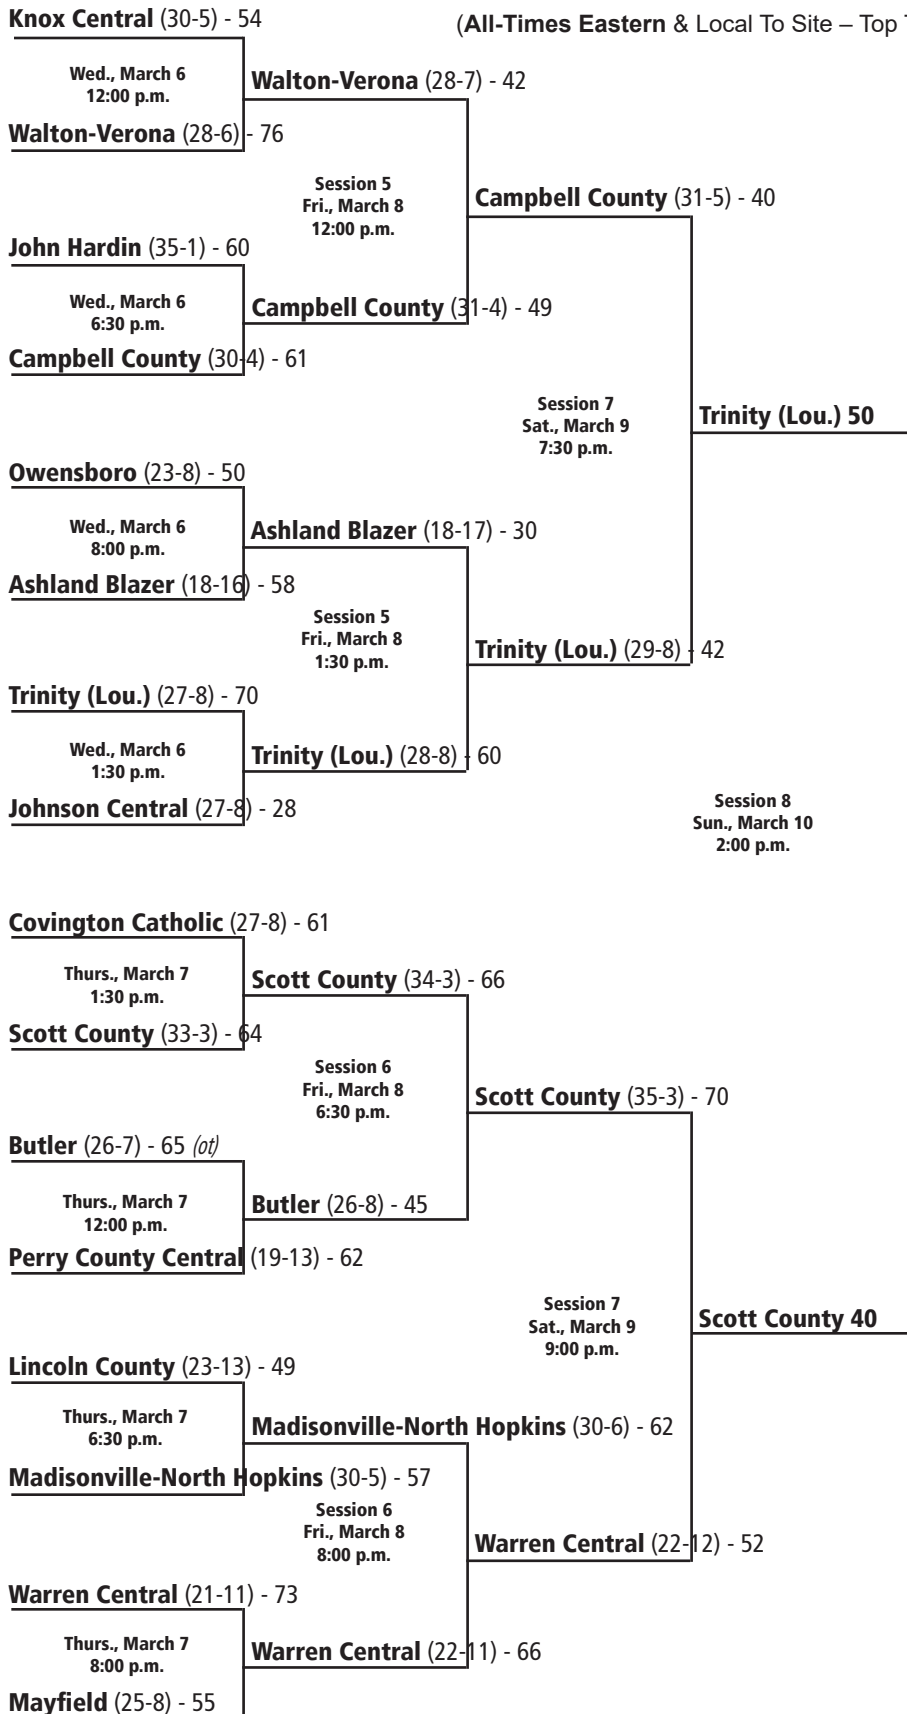 Knox Central (30-5) - 54
(All-Times Eastern & Local To Site – Top
Wed., March 6
12:00 p.m.
Walton-Verona (28-7) - 42
Walton-Verona (28-6) - 76
Session 5
Fri., March 8
12:00 p.m.
Campbell County (31-5) - 40
John Hardin (35-1) - 60
Wed., March 6
6:30 p.m.
Campbell County (31-4) - 49
Campbell County (30-4) - 61
Session 7
Sat., March 9
7:30 p.m.
Trinity (Lou.) 50
Owensboro (23-8) - 50
Wed., March 6
8:00 p.m.
Ashland Blazer (18-17) - 30
Ashland Blazer (18-16) - 58
Session 5
Fri., March 8
1:30 p.m.
Trinity (Lou.) (29-8) - 42
Trinity (Lou.) (27-8) - 70
Wed., March 6
1:30 p.m.
Trinity (Lou.) (28-8) - 60
Johnson Central (27-8) - 28
Session 8
Sun., March 10
2:00 p.m.
Covington Catholic (27-8) - 61
Thurs., March 7
1:30 p.m.
Scott County (34-3) - 66
Scott County (33-3) - 64
Session 6
Fri., March 8
6:30 p.m.
Scott County (35-3) - 70
Butler (26-7) - 65 (ot)
Thurs., March 7
12:00 p.m.
Butler (26-8) - 45
Perry County Central (19-13) - 62
Session 7
Sat., March 9
9:00 p.m.
Scott County 40
Lincoln County (23-13) - 49
Thurs., March 7
6:30 p.m.
Madisonville-North Hopkins (30-6) - 62
Madisonville-North Hopkins (30-5) - 57
Session 6
Fri., March 8
8:00 p.m.
Warren Central (22-12) - 52
Warren Central (21-11) - 73
Thurs., March 7
8:00 p.m.
Warren Central (22-11) - 66
Mayfield (25-8) - 55